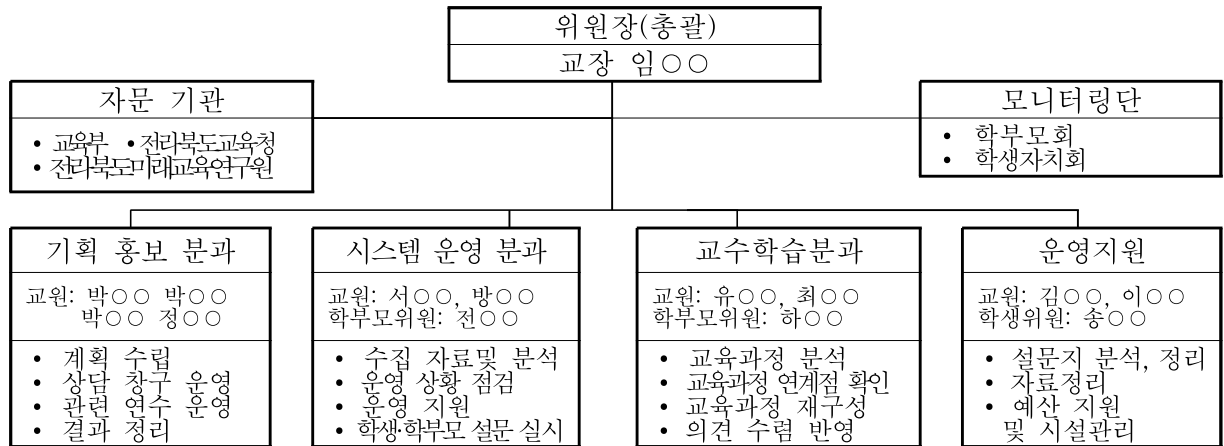 위원장(총괄)
교장 임○○
자문 기관
• 교육부 • 전라북도교육청
• 전라북도미래교육연구원
모니터링단
• 학부모회
• 학생자치회
기획 홍보 분과
교원: 박○○ 박○○
박○○ 정○○
• 계획 수립
• 상담 창구 운영
• 관련 연수 운영
• 결과 정리
시스템 운영 분과
교원: 서○○, 방○○
학부모위원: 전○○
• 수집 자료및 분석
• 운영 상황 점검
• 운영 지원
• 학생·학부모 설문 실시
교수학습분과
교원: 유○○, 최○○
학부모위원: 하○○
• 교육과정 분석
• 교육과정 연계점 확인
• 교육과정 재구성
• 의견 수렴 반영
운영지원
교원: 김○○, 이○○
학생위원: 송○○
• 설문지 분석, 정리
• 자료정리
• 예산 지원
및 시설관리